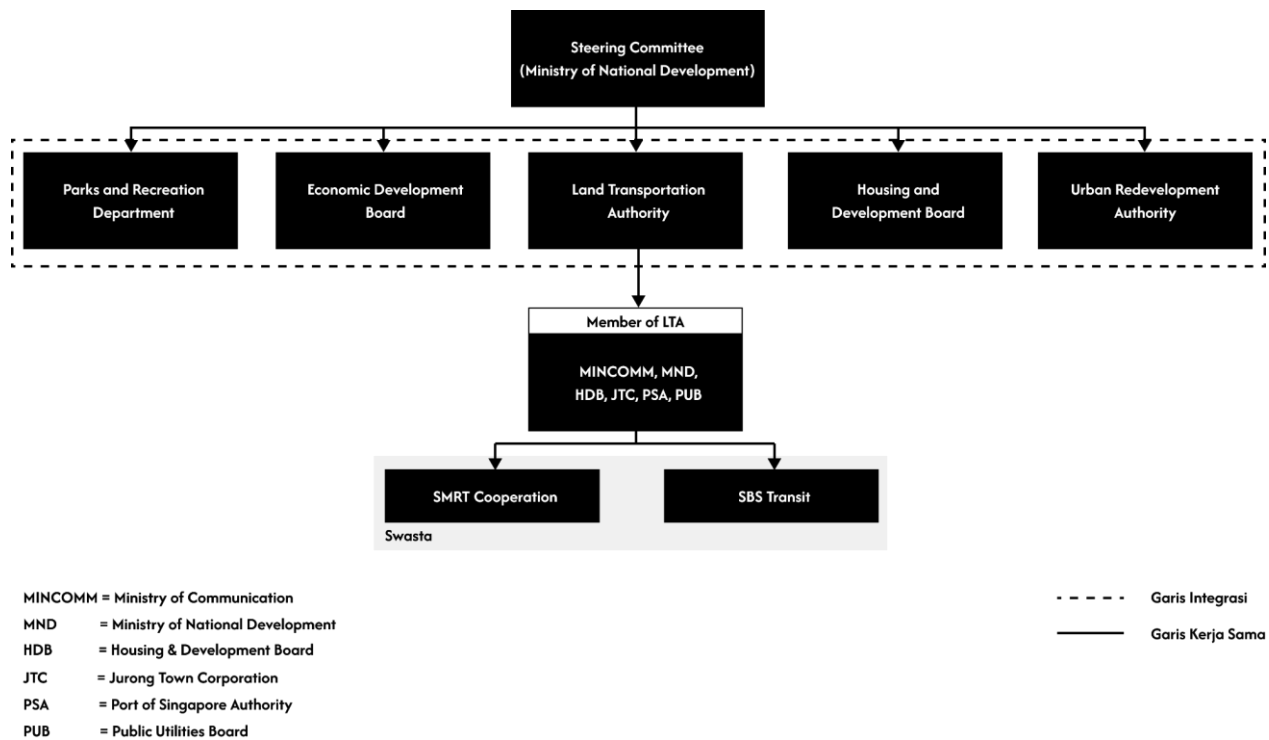 Steering Committee
(Ministry of National Development)
Parks and Recreation
Department
Economic Development
Board
Land Transportation
Authority
Housing and
Development Board
Urban Redevelopment
Authority
Member of LTA
MINCOMM, MND,
HDB, JTC, PSA, PUB
SMRT Cooperation
SBS Transit
Swasta
MINCOMM = Ministry of Communication
MND = Ministry of National Development
HDB = Housing & Development Board
JTC = Jurong Town Corporation
PSA = Port of Singapore Authority
PUB = Public Utilities Board
Garis Integrasi
Garis Kerja Sama